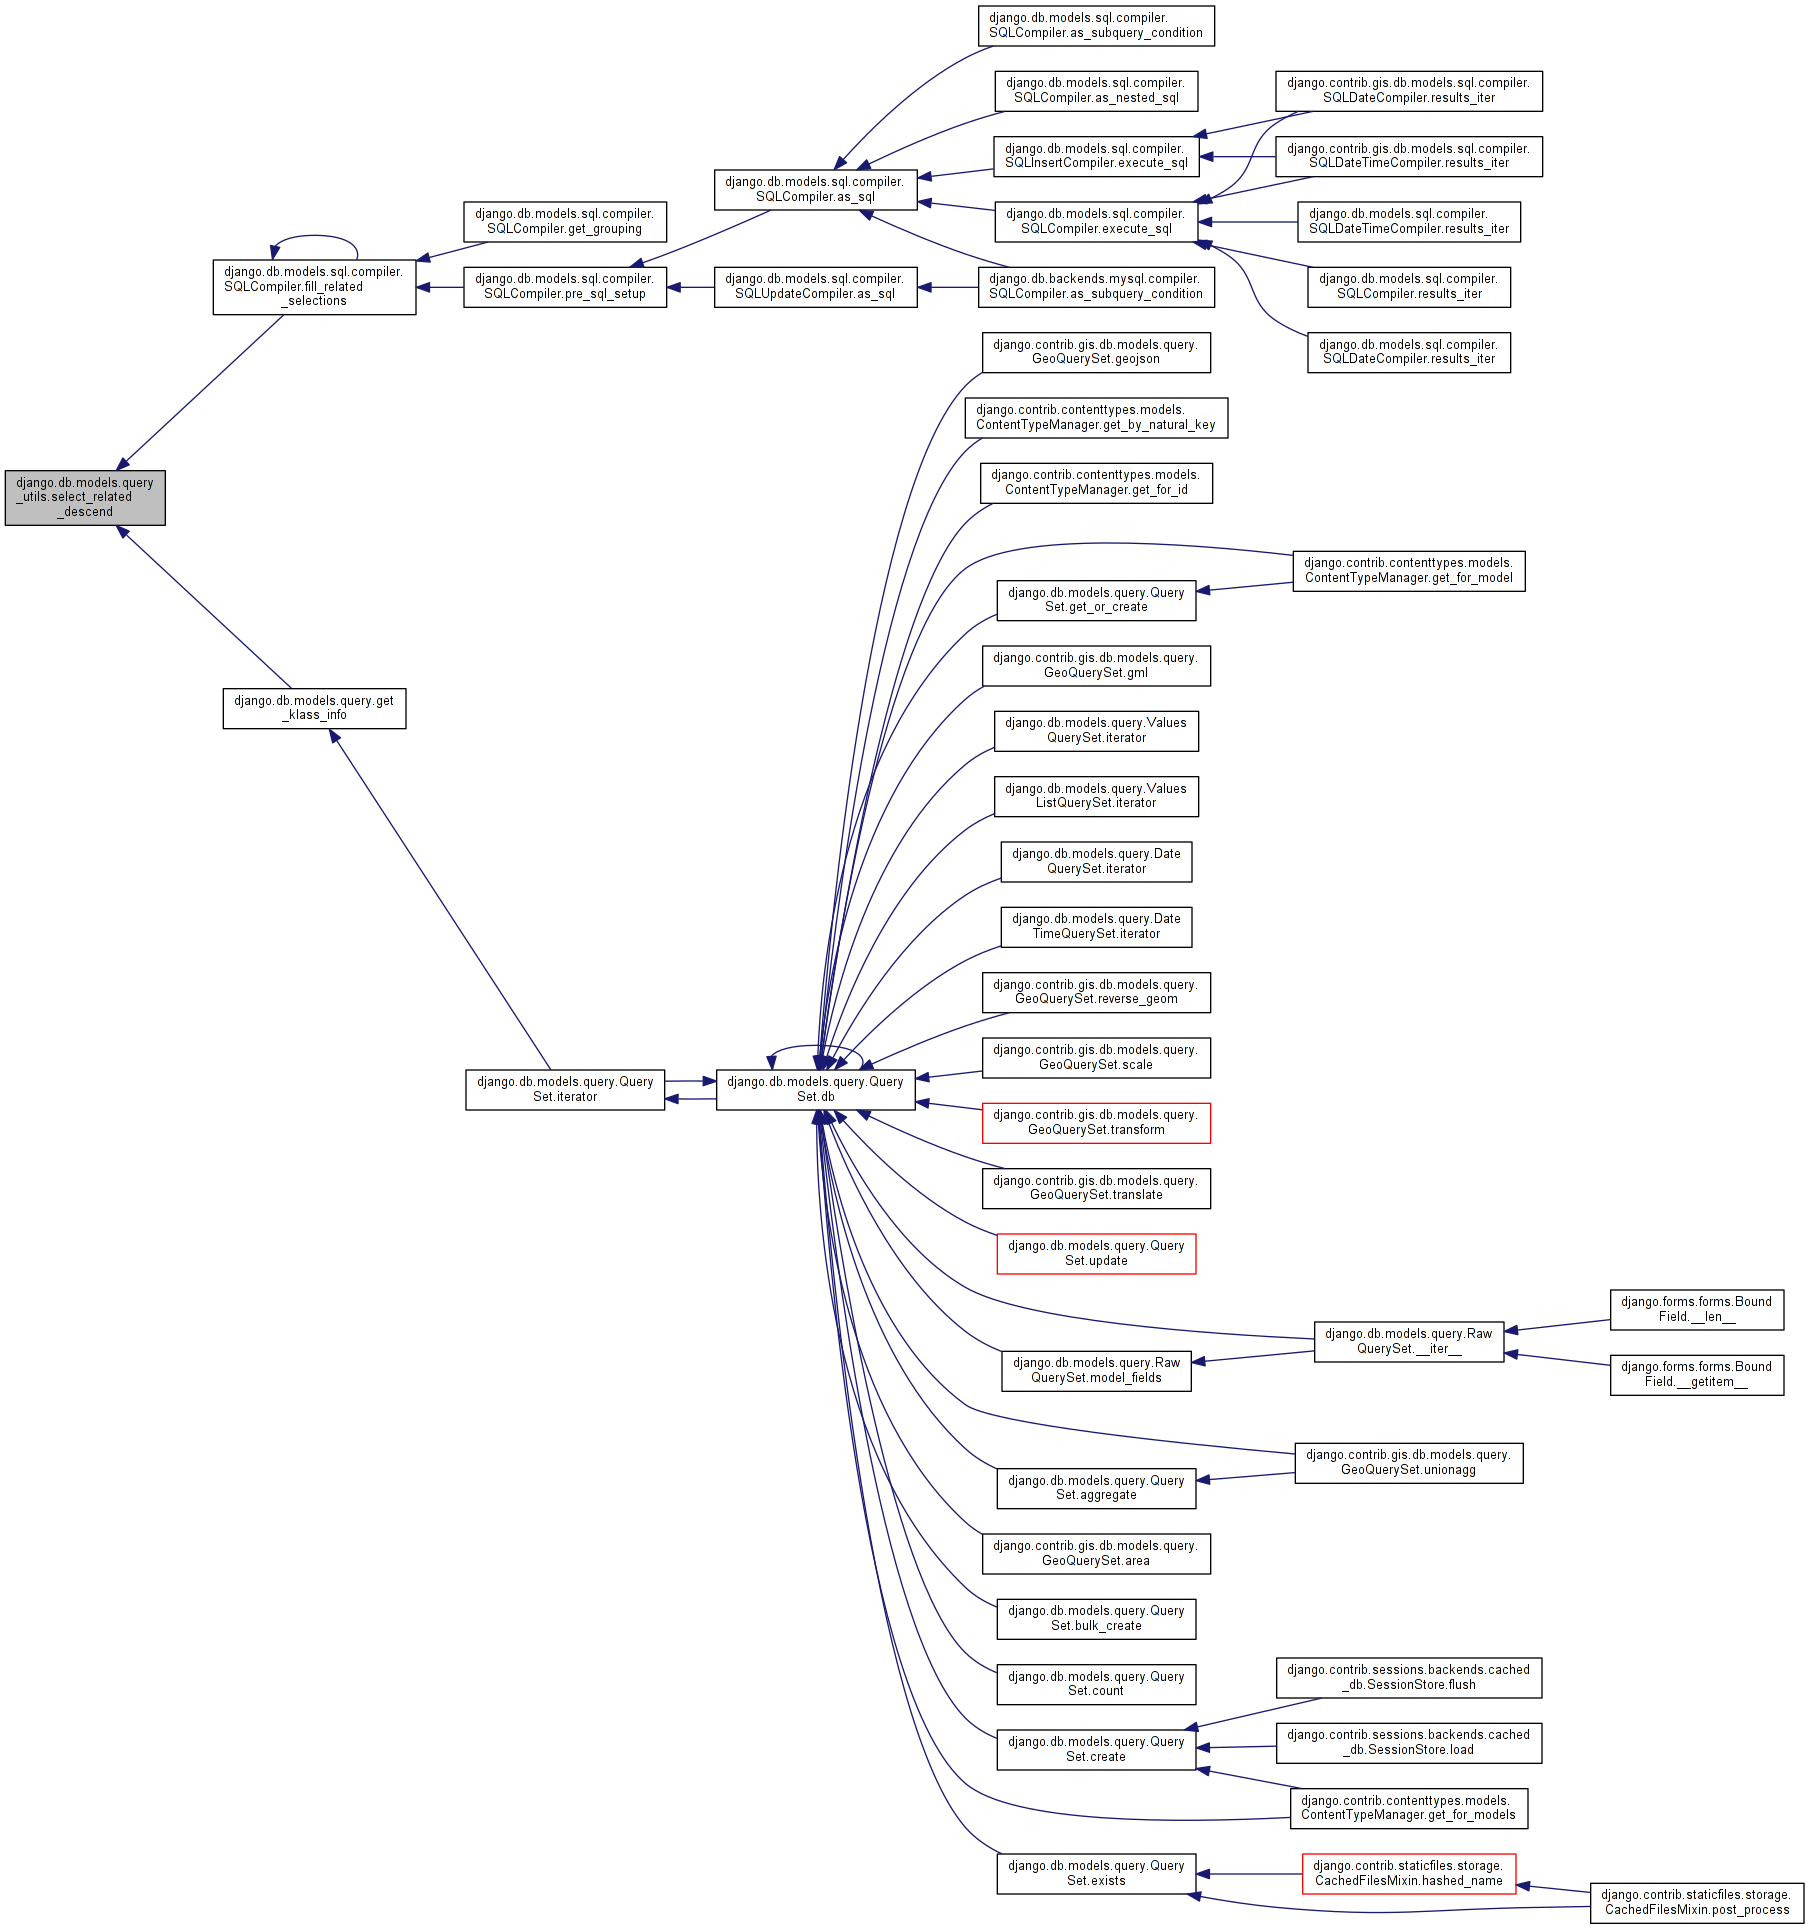 django.db.models.sql.compiler.
SQLCompiler.as_subquery_condition
django.db.models.sql.compiler.
SQLCompiler.as_nested_sql
django.contrib.gis.db.models.sql.compiler.
SQLDateCompiler.results_iter
django.db.models.sql.compiler.
SQLInsertCompiler.execute_sql
django.contrib.gis.db.models.sql.compiler.
SQLDateTimeCompiler.results_iter
django.db.models.sql.compiler.
SQLCompiler.as_sql
django.db.models.sql.compiler.
SQLCompiler.get_grouping
django.db.models.sql.compiler.
SQLCompiler.execute_sql
django.db.models.sql.compiler.
SQLDateTimeCompiler.results_iter
django.db.models.sql.compiler.
SQLCompiler.fill_related
_selections
django.db.models.sql.compiler.
SQLCompiler.pre_sql_setup
django.db.models.sql.compiler.
SQLUpdateCompiler.as_sql
django.db.backends.mysql.compiler.
SQLCompiler.as_subquery_condition
django.db.models.sql.compiler.
SQLCompiler.results_iter
django.contrib.gis.db.models.query.
GeoQuerySet.geojson
django.db.models.sql.compiler.
SQLDateCompiler.results_iter
django.contrib.contenttypes.models.
ContentTypeManager.get_by_natural_key
django.db.models.query
_utils.select_related
_descend
django.contrib.contenttypes.models.
ContentTypeManager.get_for_id
django.contrib.contenttypes.models.
ContentTypeManager.get_for_model
django.db.models.query.Query
Set.get_or_create
django.contrib.gis.db.models.query.
GeoQuerySet.gml
django.db.models.query.get
_klass_info
django.db.models.query.Values
QuerySet.iterator
django.db.models.query.Values
ListQuerySet.iterator
django.db.models.query.Date
QuerySet.iterator
django.db.models.query.Date
TimeQuerySet.iterator
django.contrib.gis.db.models.query.
GeoQuerySet.reverse_geom
django.contrib.gis.db.models.query.
GeoQuerySet.scale
django.db.models.query.Query
Set.iterator
django.db.models.query.Query
Set.db
django.contrib.gis.db.models.query.
GeoQuerySet.transform
django.contrib.gis.db.models.query.
GeoQuerySet.translate
django.db.models.query.Query
Set.update
django.forms.forms.Bound
Field.__len__
django.db.models.query.Raw
QuerySet.__iter__
django.db.models.query.Raw
QuerySet.model_fields
django.forms.forms.Bound
Field.__getitem__
django.contrib.gis.db.models.query.
GeoQuerySet.unionagg
django.db.models.query.Query
Set.aggregate
django.contrib.gis.db.models.query.
GeoQuerySet.area
django.db.models.query.Query
Set.bulk_create
django.db.models.query.Query
Set.count
django.contrib.sessions.backends.cached
_db.SessionStore.flush
django.db.models.query.Query
Set.create
django.contrib.sessions.backends.cached
_db.SessionStore.load
django.contrib.contenttypes.models.
ContentTypeManager.get_for_models
django.db.models.query.Query
Set.exists
django.contrib.staticfiles.storage.
CachedFilesMixin.hashed_name
django.contrib.staticfiles.storage.
CachedFilesMixin.post_process